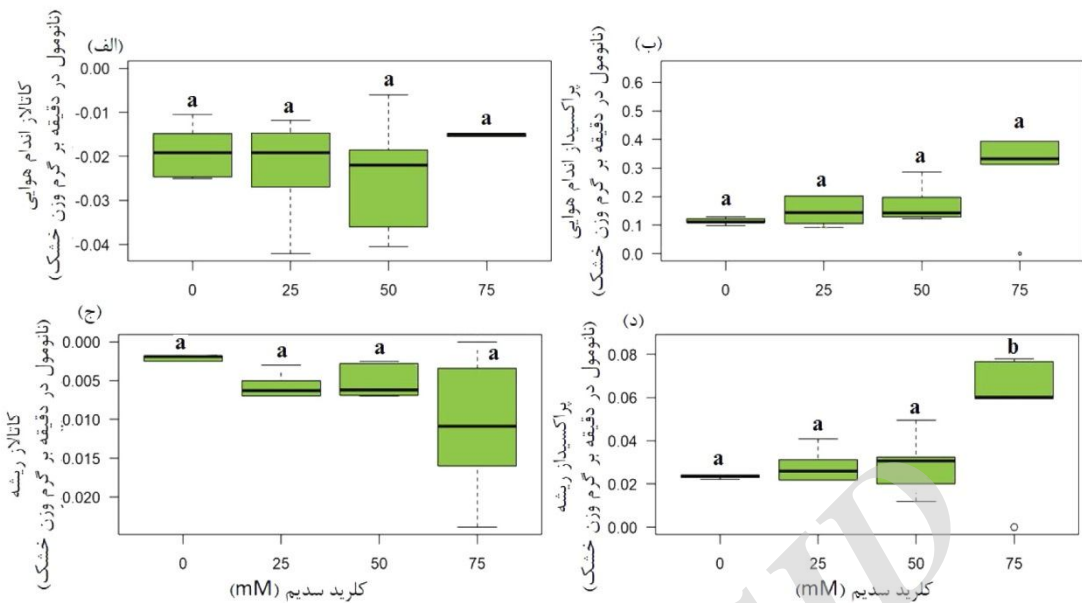 (الف)
کاتالاز اندام هوایی
(نانومول در دقیقه بر گرم وزن خشک)
0.00
-0.01
-0.02
-0.03
-0.04
a
a
a
a
0
25
50
75
(ب)
پراکسیداز اندام هوایی
(نانومول در دقیقه بر گرم وزن خشک)
0.6
0.5
0.4
0.3
0.2
0.1
0.0
a
a
a
a
0
25
50
75
(ج)
کاتالاز ریشه
(نانومول در دقیقه بر گرم وزن خشک)
0.000
0.005
0.010
0.015
0.020
a
a
a
a
0
25
50
75
کلرید سدیم (mM)
(د)
پراکسیداز ریشه
(نانومول در دقیقه بر گرم وزن خشک)
0.08
0.06
0.04
0.02
0.00
a
a
a
b
0
25
50
75
کلرید سدیم (mM)